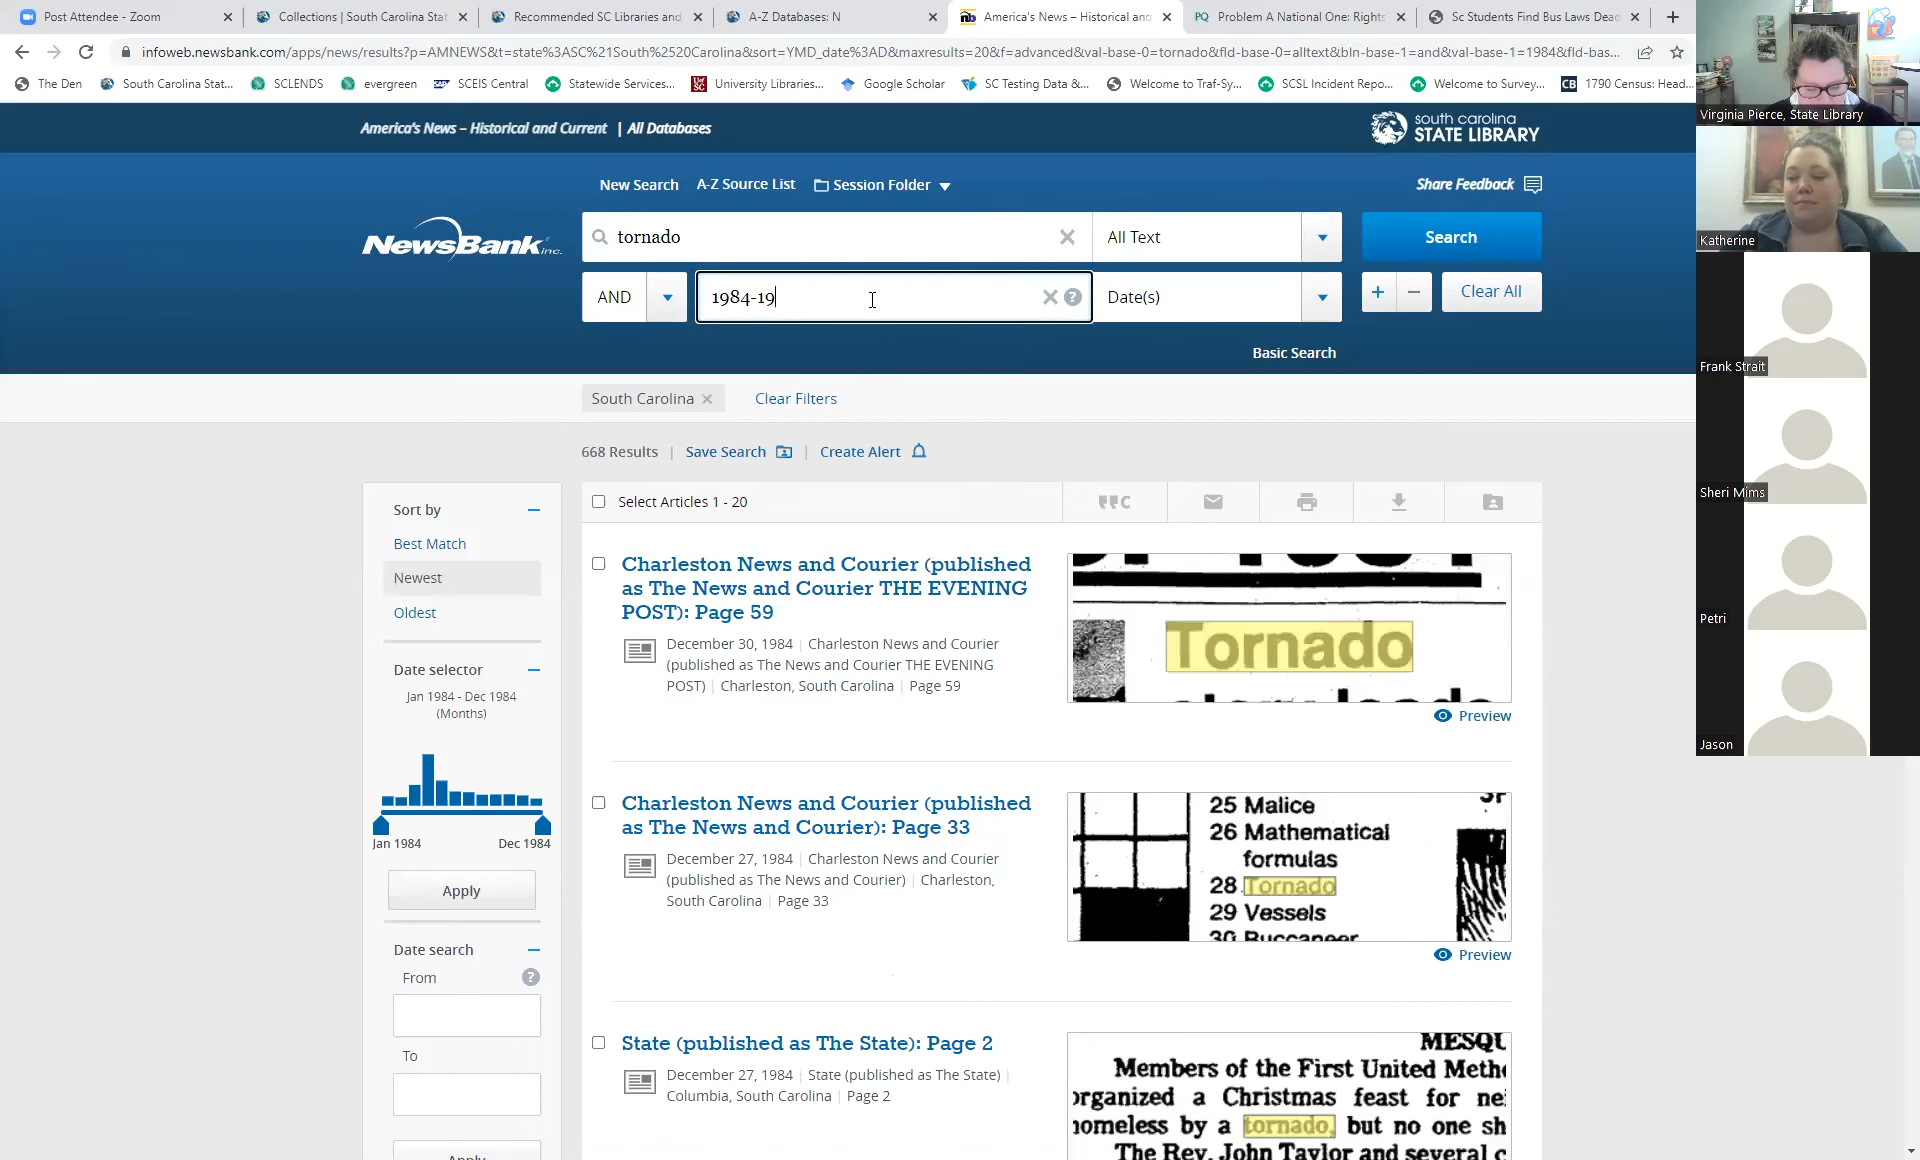 Post Attendee - Zoom
Collections | South Carolina Stat
Recommended SC Libraries and
A-Z Databases: N
America's News – Historical and
Problem A National One: Rights
Sc Students Find Bus Laws Dead
infoweb.newsbank.com/apps/news/results?p=AMNEWS&t=state%3ASC%21South%2520Carolina&sort=YMD_date%3AD&maxresults=20&f=advanced&val-base-0=tornado&fld-base-0=alltext&bln-base-1=and&val-base-1=1984&fld-bas...
The Den
South Carolina Stat...
SCLENDS
evergreen
SCEIS Central
Statewide Services...
University Libraries...
Google Scholar
SC Testing Data &...
Welcome to Traf-Sy...
SCSL Incident Repo...
Welcome to Survey...
1790 Census: Head...
America's News – Historical and Current | All Databases
south carolina
STATE LIBRARY
New Search
A-Z Source List
Session Folder
Share Feedback
NewsBank inc.
tornado
All Text
Search
AND
1984-19
Date(s)
Clear All
Basic Search
South Carolina
Clear Filters
668 Results | Save Search | Create Alert
Sort by
Best Match
Newest
Oldest
Date selector
Jan 1984 - Dec 1984
(Months)
Jan 1984
Dec 1984
Apply
Date search
From
To
Apply
Select Articles 1 - 20
Charleston News and Courier (published
as The News and Courier THE EVENING
POST): Page 59
December 30, 1984 | Charleston News and Courier
(published as The News and Courier THE EVENING
POST) | Charleston, South Carolina | Page 59
Tornado
Preview
Charleston News and Courier (published
as The News and Courier): Page 33
December 27, 1984 | Charleston News and Courier
(published as The News and Courier) | Charleston,
South Carolina | Page 33
25 Malice
26 Mathematical
formulas
28 Tornado
29 Vessels
30 Buccaneer
Preview
State (published as The State): Page 2
December 27, 1984 | State (published as The State) |
Columbia, South Carolina | Page 2
MESQU
Members of the First United Meth
organized a Christmas feast for nei
homeless by a tornado, but no one sh
The Rev. John Taylor and several c
Virginia Pierce, State Library
Katherine
Frank Strait
Sheri Mims
Petri
Jason